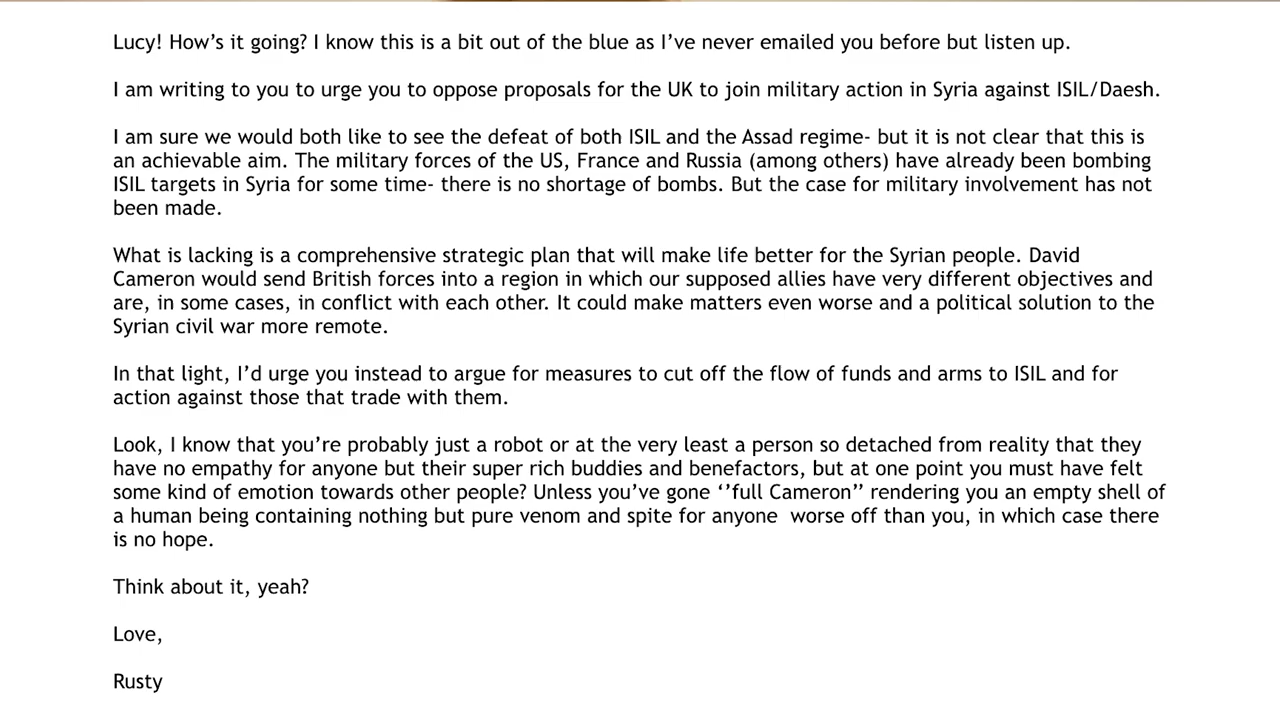 Lucy! How’s it going? I know this is a bit out of the blue as I’ve never emailed you before but listen up.
I am writing to you to urge you to oppose proposals for the UK to join military action in Syria against ISIL/Daesh.
I am sure we would both like to see the defeat of both ISIL and the Assad regime- but it is not clear that this is
an achievable aim. The military forces of the US, France and Russia (among others) have already been bombing
ISIL targets in Syria for some time- there is no shortage of bombs. But the case for military involvement has not
been made.
What is lacking is a comprehensive strategic plan that will make life better for the Syrian people. David
Cameron would send British forces into a region in which our supposed allies have very different objectives and
are, in some cases, in conflict with each other. It could make matters even worse and a political solution to the
Syrian civil war more remote.
In that light, I’d urge you instead to argue for measures to cut off the flow of funds and arms to ISIL and for
action against those that trade with them.
Look, I know that you’re probably just a robot or at the very least a person so detached from reality that they
have no empathy for anyone but their super rich buddies and benefactors, but at one point you must have felt
some kind of emotion towards other people? Unless you’ve gone ‘’full Cameron” rendering you an empty shell of
a human being containing nothing but pure venom and spite for anyone  worse off than you, in which case there
is no hope.
Think about it, yeah?
Love,
Rusty